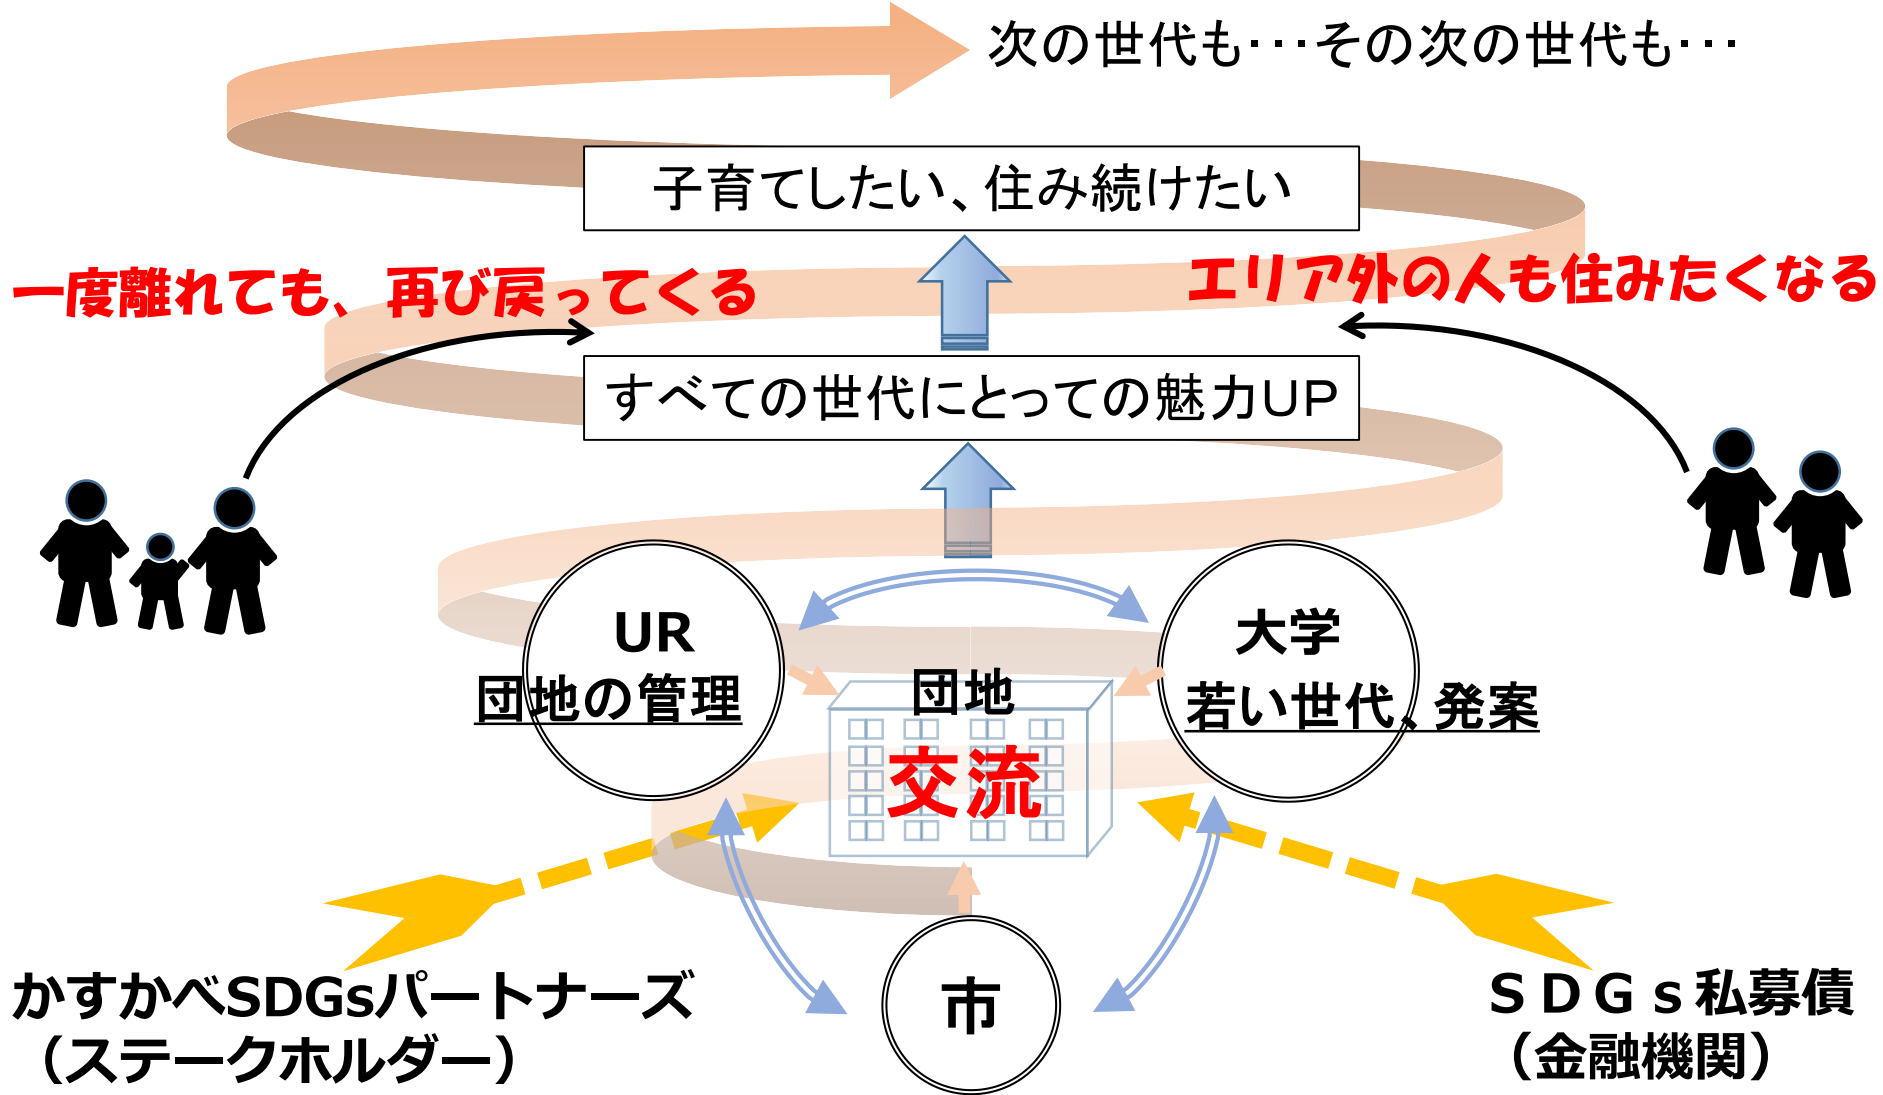 次の世代も･･･その次の世代も･･･
子育てしたい、住み続けたい
一度離れても、再び戻ってくる
エリア外の人も住みたくなる
すべての世代にとっての魅力UP
UR
団地の管理
大学
若い世代、発案
団地
交流
市
かすかべSDGsパートナーズ
（ステークホルダー）
ＳＤＧｓ私募債
（金融機関）